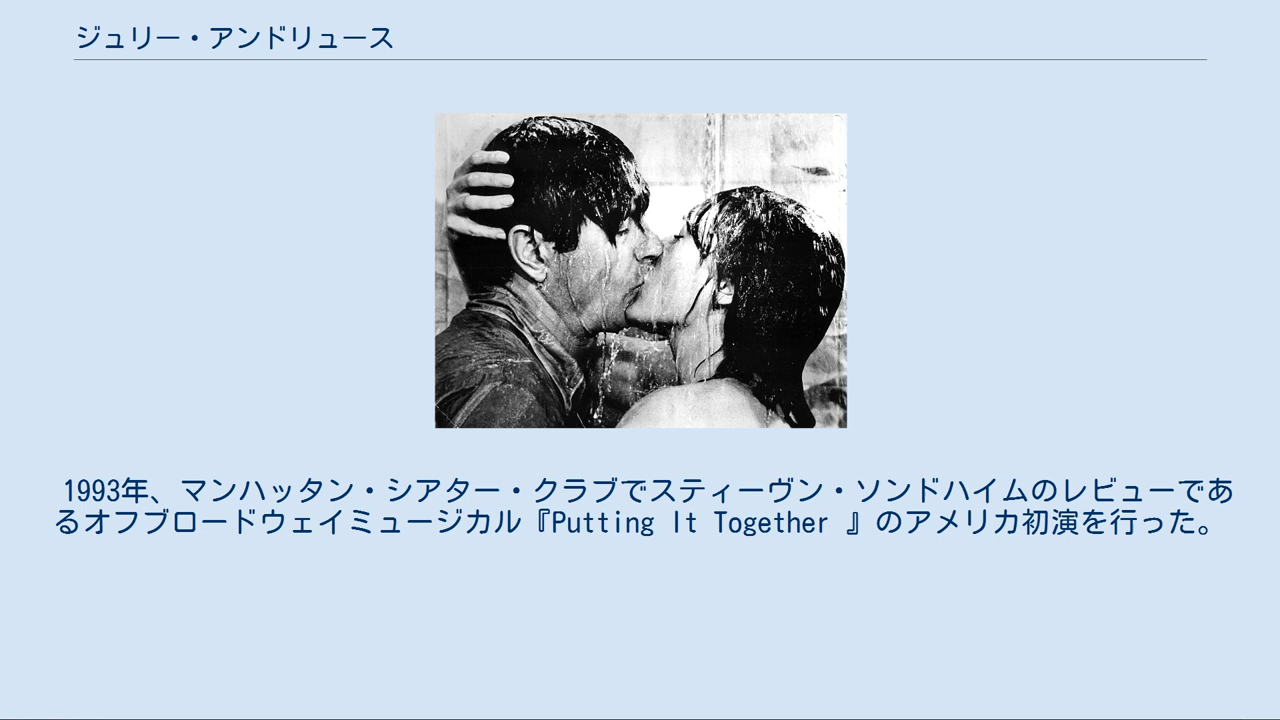 ジュリー・アンドリュース
1993年、マンハッタン・シアター・クラブでスティーヴン・ソンドハイムのレビューであ
るオフブロードウェイミュージカル『Putting It Together 』のアメリカ初演を行った。